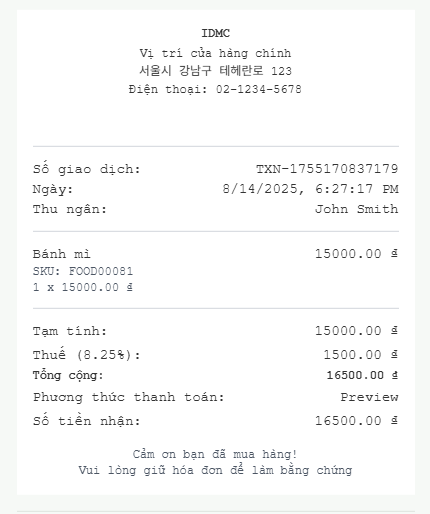 IDMC
Vị trí cửa hàng chính
서울시 강남구 테헤란로 123
Điện thoại: 02-1234-5678
Số giao dịch: TXN-1755170837179
Ngày: 8/14/2025, 6:27:17 PM
Thu ngân: John Smith
Bánh mì 15000.00 ₫
SKU: FOOD00081
1 x 15000.00 ₫
Tạm tính: 15000.00 ₫
Thuế (8.25%): 1500.00 ₫
Tổng cộng: 16500.00 ₫
Phương thức thanh toán: Preview
Số tiền nhận: 16500.00 ₫
Cảm ơn bạn đã mua hàng!
Vui lòng giữ hóa đơn để làm bằng chứng